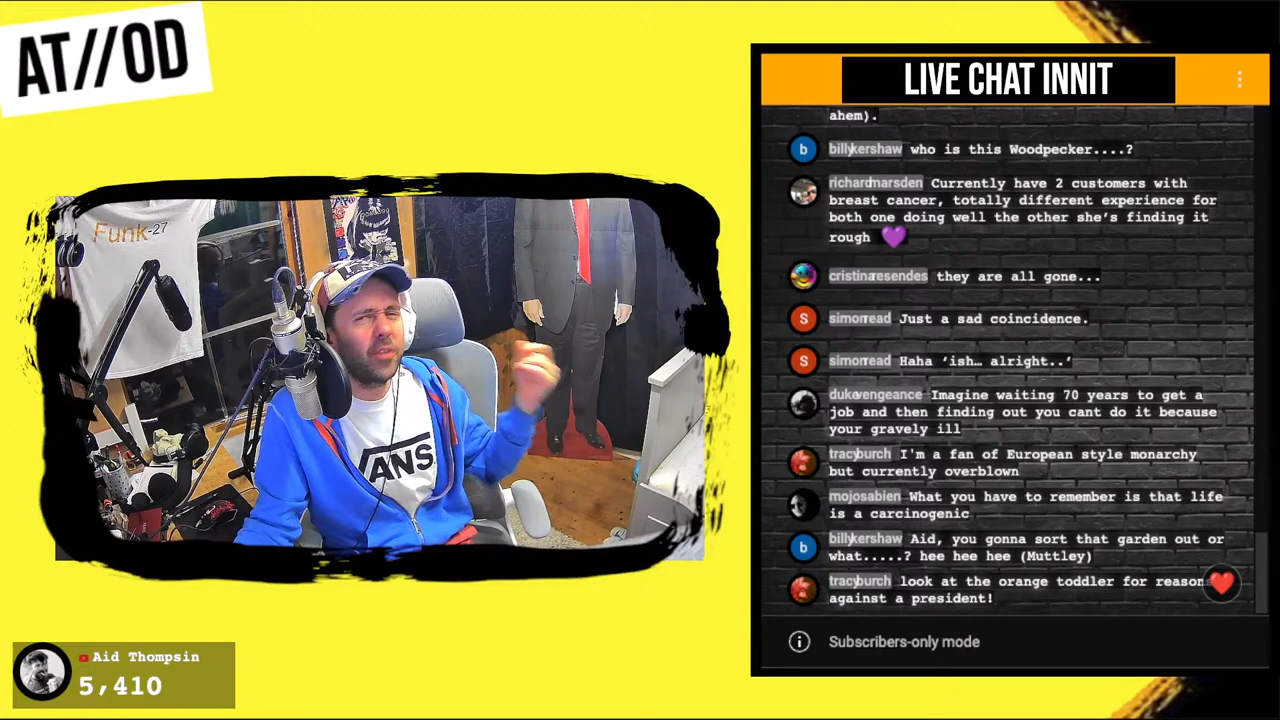 AT//OD
LIVE CHAT INNIT
ahem).
billykershaw who is this Woodpecker....?
richardmarsden Currently have 2 customers with
breast cancer, totally different experience for
both one doing well the other she's finding it
rough 💜
cristinaresendes they are all gone...
simonread Just a sad coincidence.
simonread Haha ‘ish… alright..’
dukavengeance Imagine waiting 70 years to get a
job and then finding out you cant do it because
your gravely ill
tracyburch I'm a fan of European style monarchy
but currently overblown
mojosabien What you have to remember is that life
is a carcinogenic
billykershaw Aid, you gonna sort that garden out or
what.....? hee hee hee (Muttley)
tracyburch look at the orange toddler for reason
against a president!
Subscribers-only mode
Funk-27
VANS
Aid Thompsin
5,410